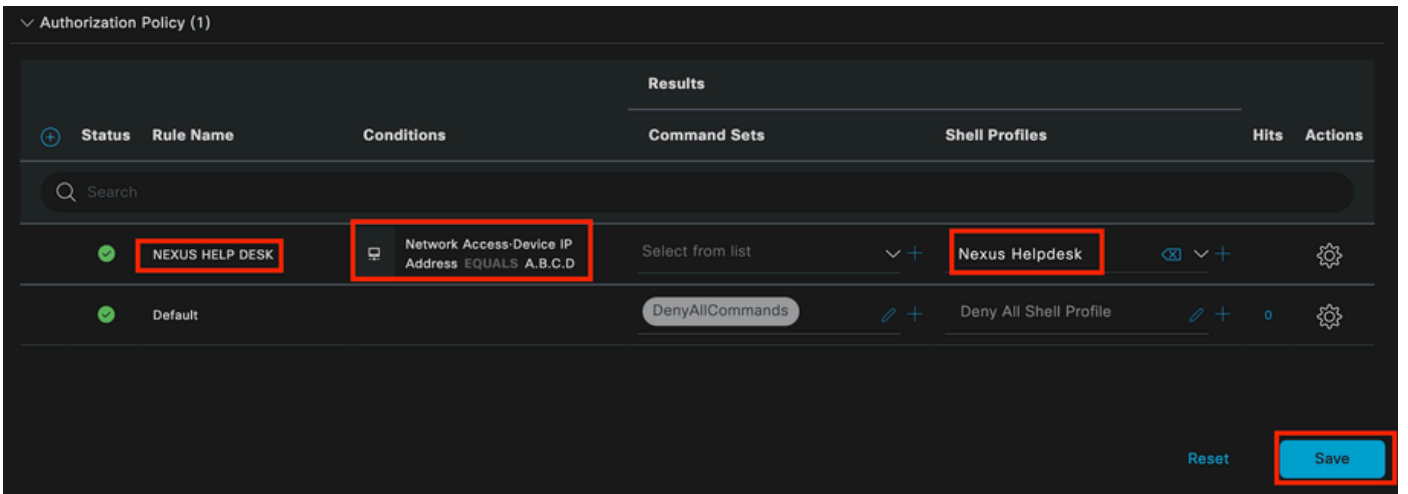 Authorization Policy (1)
Results
Status Rule Name Conditions Command Sets Shell Profiles Hits Actions
Search
NEXUS HELP DESK
Network Access·Device IP
Address EQUALS A.B.C.D
Select from list
Nexus Helpdesk
Default
DenyAllCommands
Deny All Shell Profile
0
Reset
Save